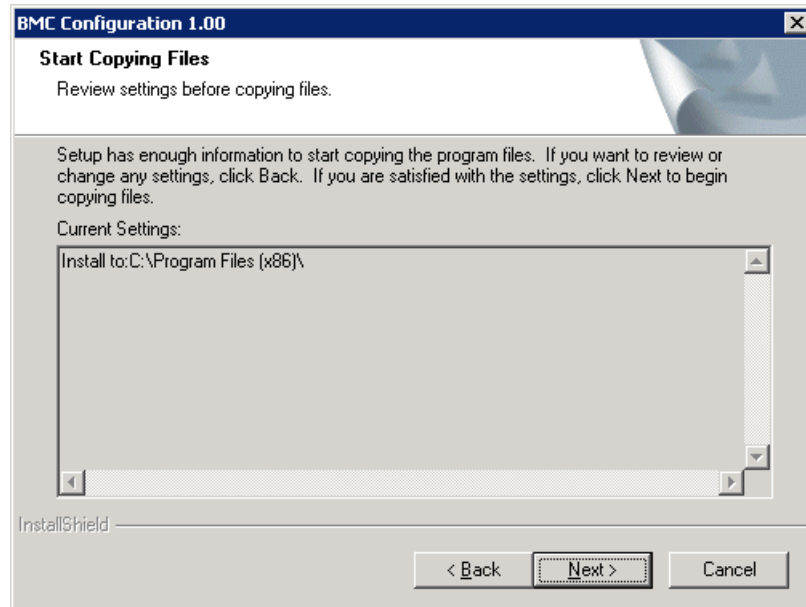 BMC Configuration 1.00
Start Copying Files
Review settings before copying files.
Setup has enough information to start copying the program files. If you want to review or
change any settings, click Back. If you are satisfied with the settings, click Next to begin
copying files.
Current Settings:
Install to:C:\Program Files (x86)\
InstallShield
< Back Next > Cancel